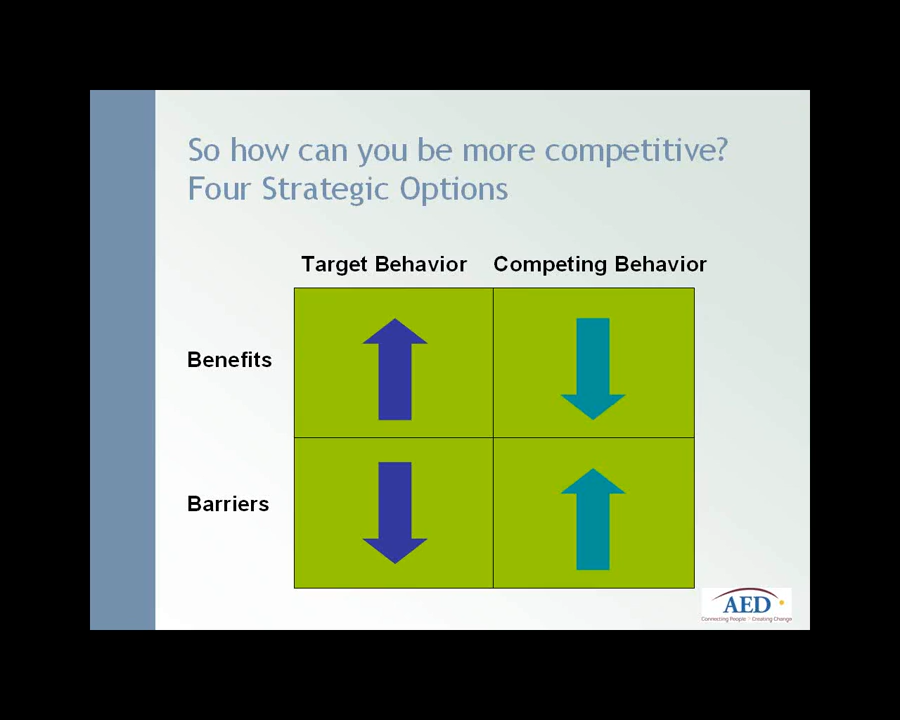 So how can you be more competitive?
Four Strategic Options
Target Behavior Competing Behavior
Benefits
Barriers
AED
Connecting People | Creating Change